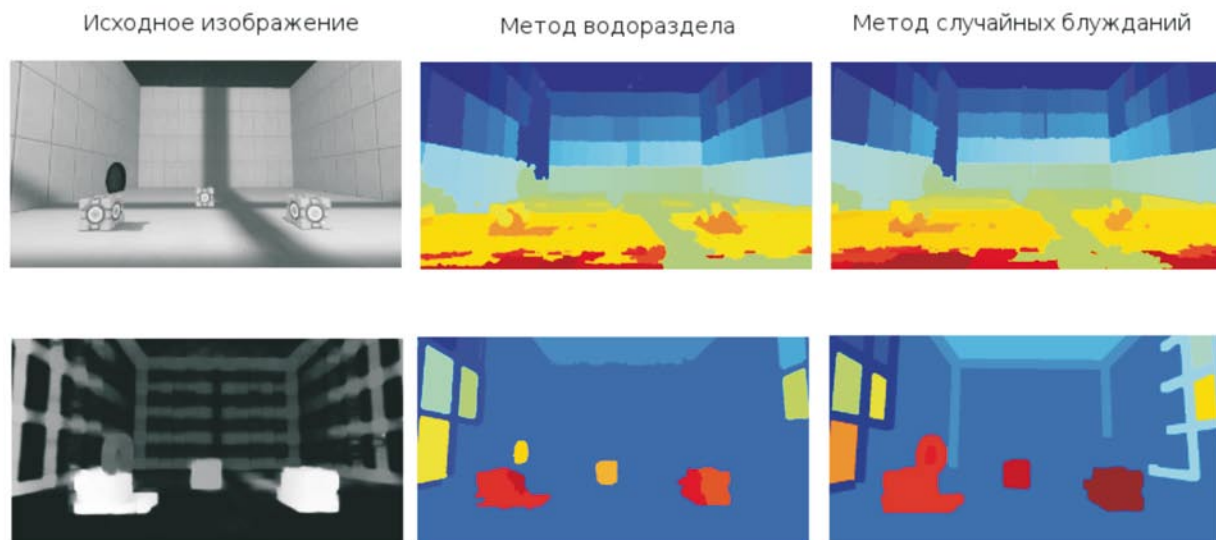 Исходное изображение
Метод водораздела
Метод случайных блужданий